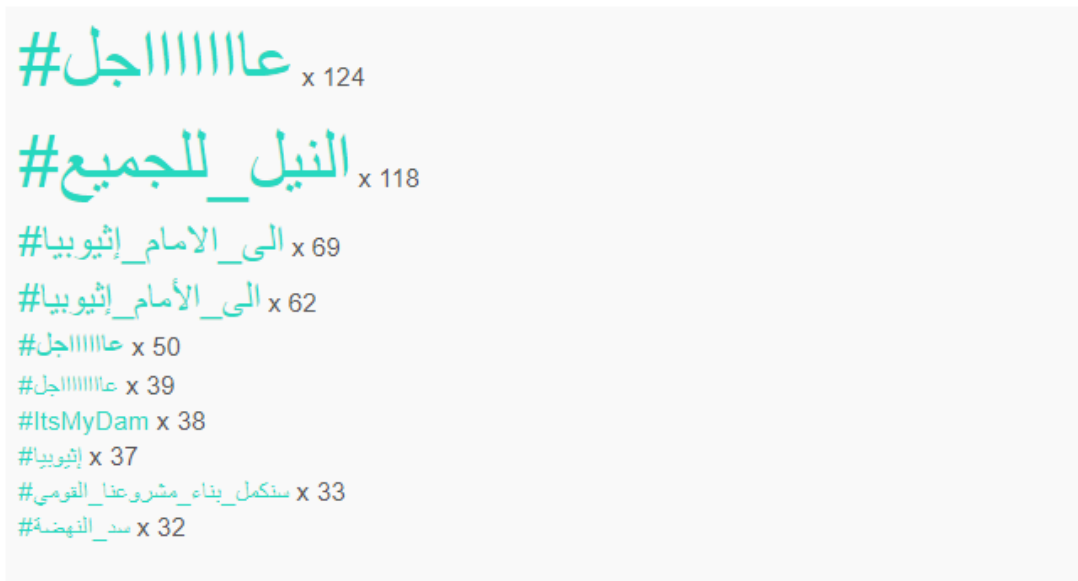 #عاااااااجل x 124
#النيل_للجميع x 118
#الى_الامام_إثيوبيا x 69
#الى_الأمام_إثيوبيا x 62
#عااااااجل x 50
#عااااااااجل x 39
#ItsMyDam x 38
#إثيوبيا x 37
#سنكمل_بناء_مشروعنا_القومي x 33
#سد_النهضة x 32